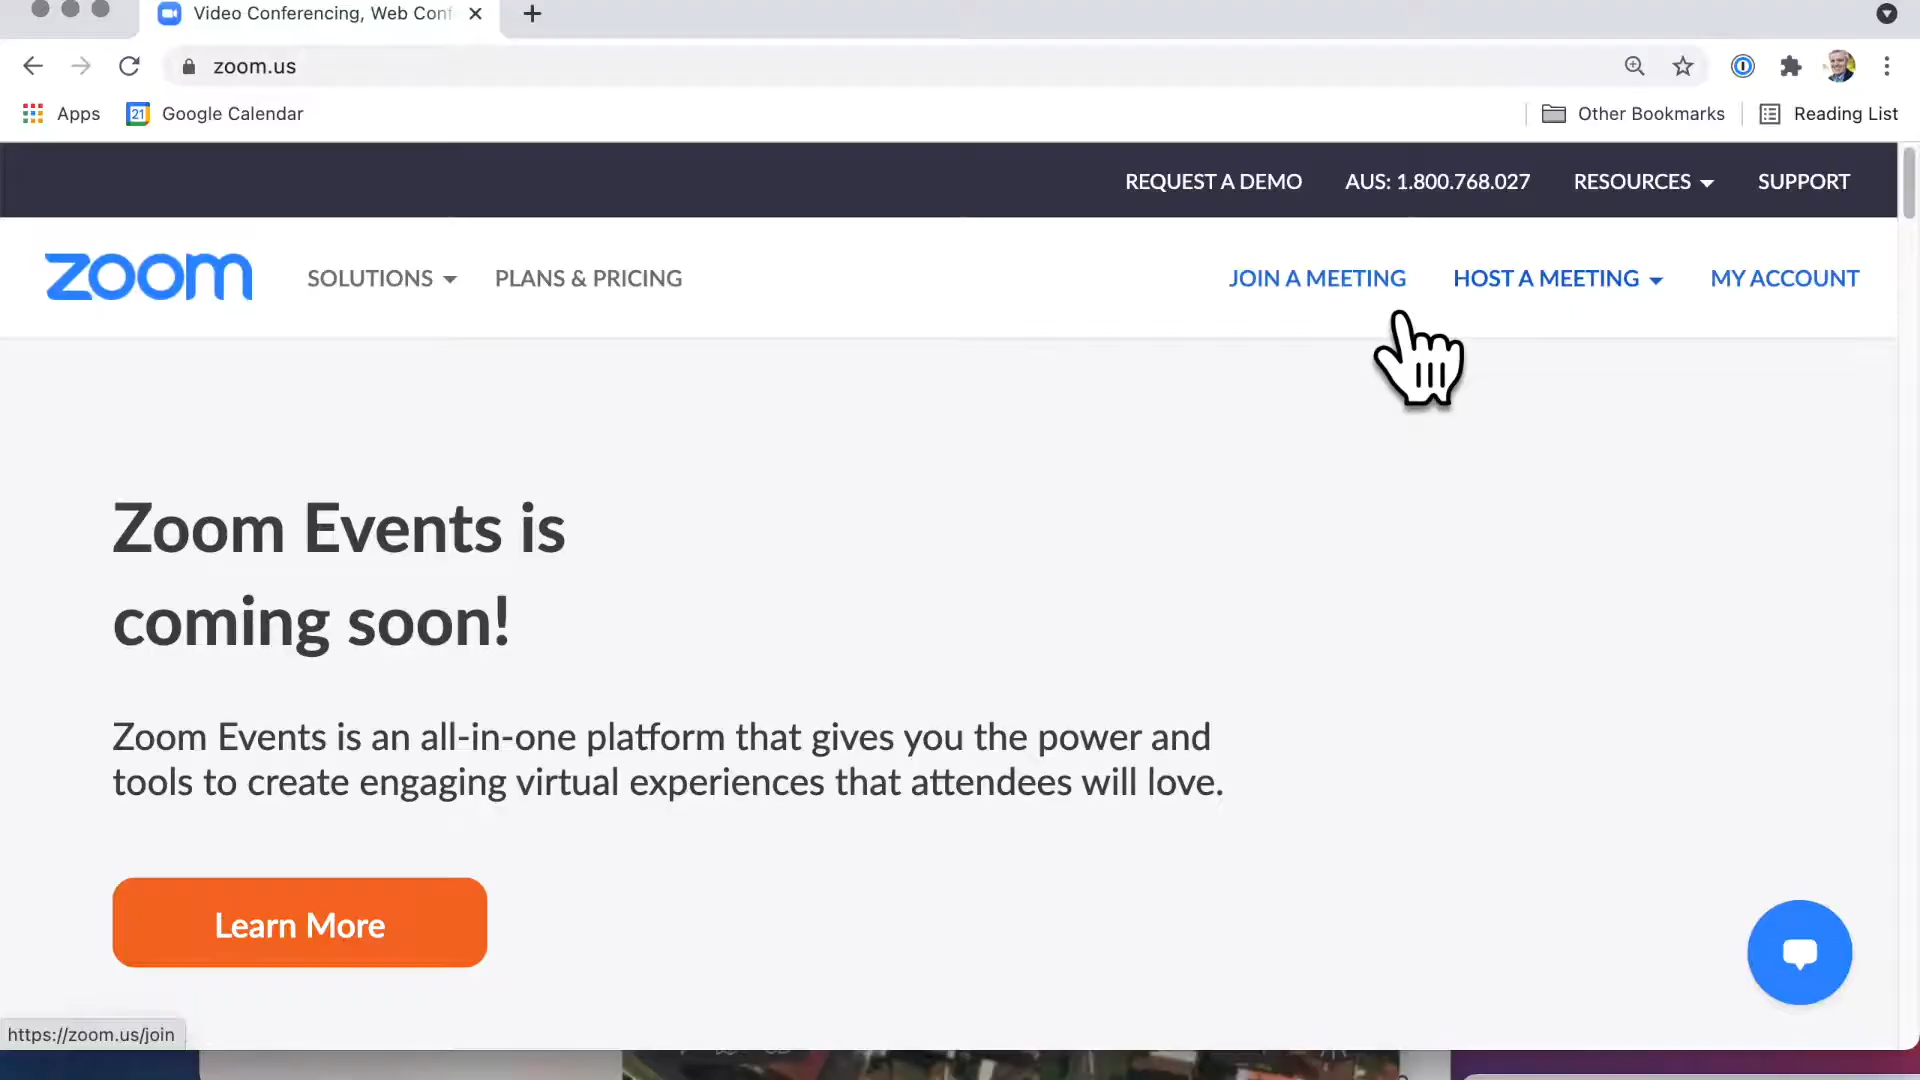 Video Conferencing, Web Conf
zoom.us
Apps
21
Google Calendar
Other Bookmarks
Reading List
REQUEST A DEMO
AUS: 1.800.768.027
RESOURCES
SUPPORT
zoom
SOLUTIONS
PLANS & PRICING
JOIN A MEETING
HOST A MEETING
MY ACCOUNT
Zoom Events is
coming soon!
Zoom Events is an all-in-one platform that gives you the power and
tools to create engaging virtual experiences that attendees will love.
Learn More
https://zoom.us/join